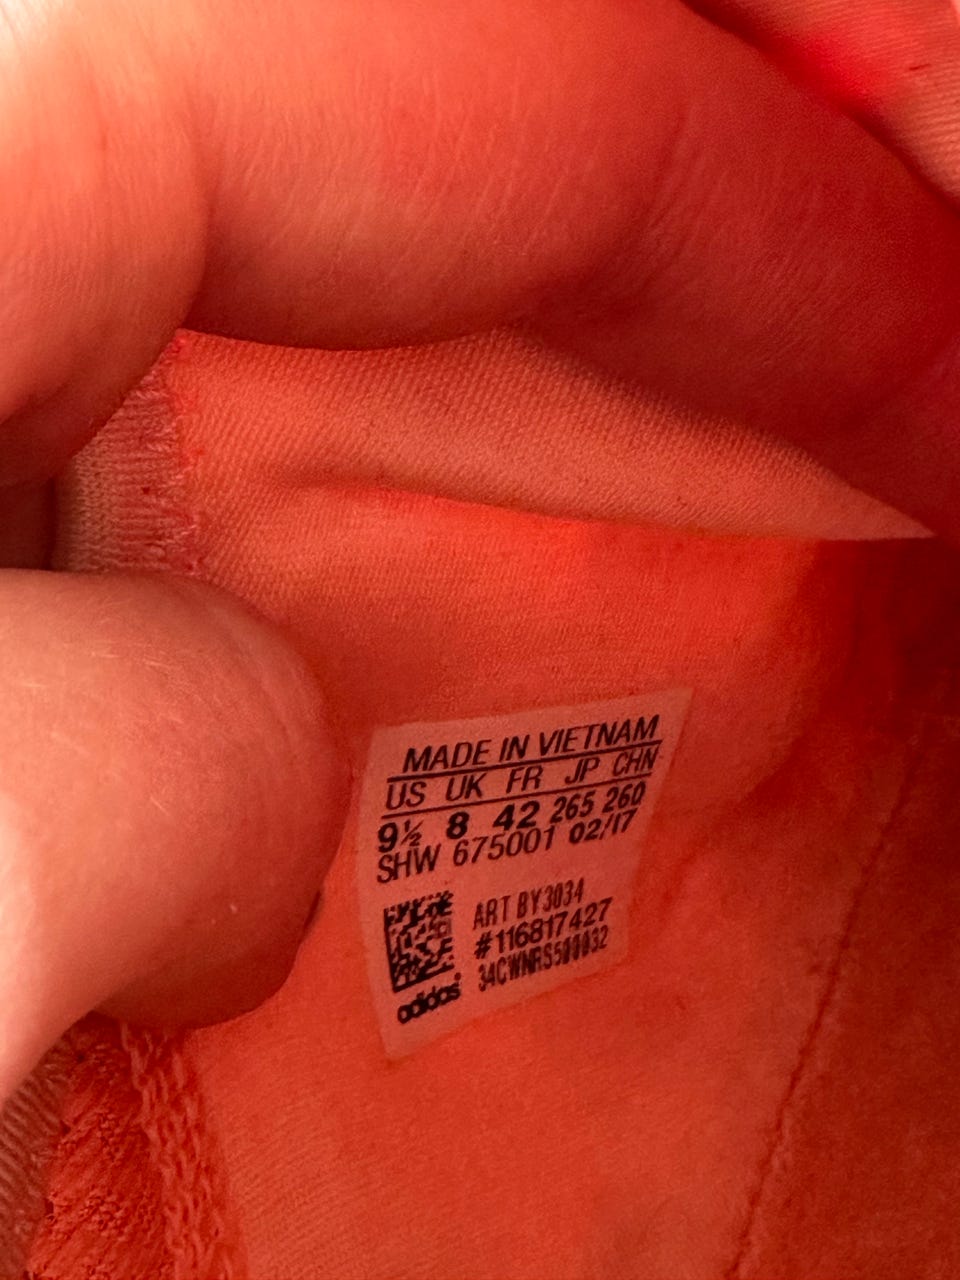 MADE IN VIETNAM
US UK FR JP CHN
9½ 8 42 265 260
SHW 675001 02/17
ART BY3034
#116817427
adidas